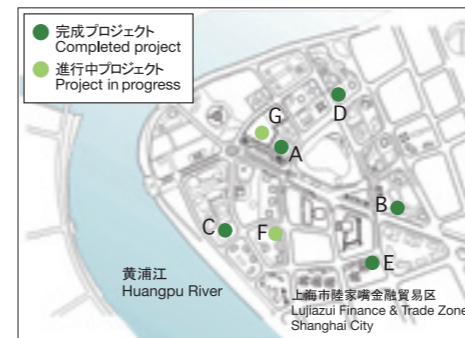 完成プロジェクト
Completed project
進行中プロジェクト
Project in progress
D
G
A
B
C
F
E
黄浦江
Huangpu River
上海市陸家嘴金融貿易区
Lujiazui Finance & Trade Zone
Shanghai City